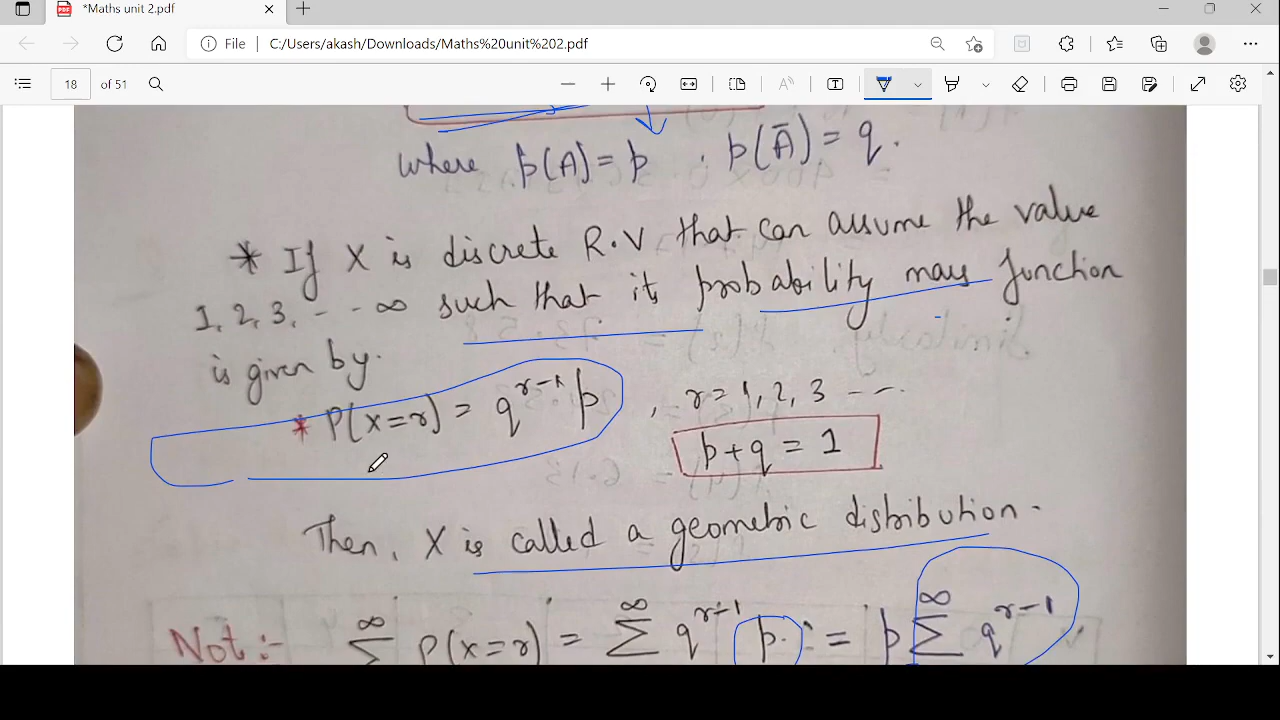 *Maths unit 2.pdf
File C:/Users/akash/Downloads/Maths%20unit%202.pdf
18 of 51
where p(A) = p , p(Ā) = q.
* If X is discrete R.V that can assume the value
1, 2, 3, - - - ∞ such that it probability mass function
is given by.
* P(X=r) = q^{r-1} p , r = 1, 2, 3 ---.
p + q = 1
Then, X is called a geometric distribution.
Not:- ∞∑ P(X=r) = ∞∑ q^{r-1} p. = p ∞∑ q^{r-1}